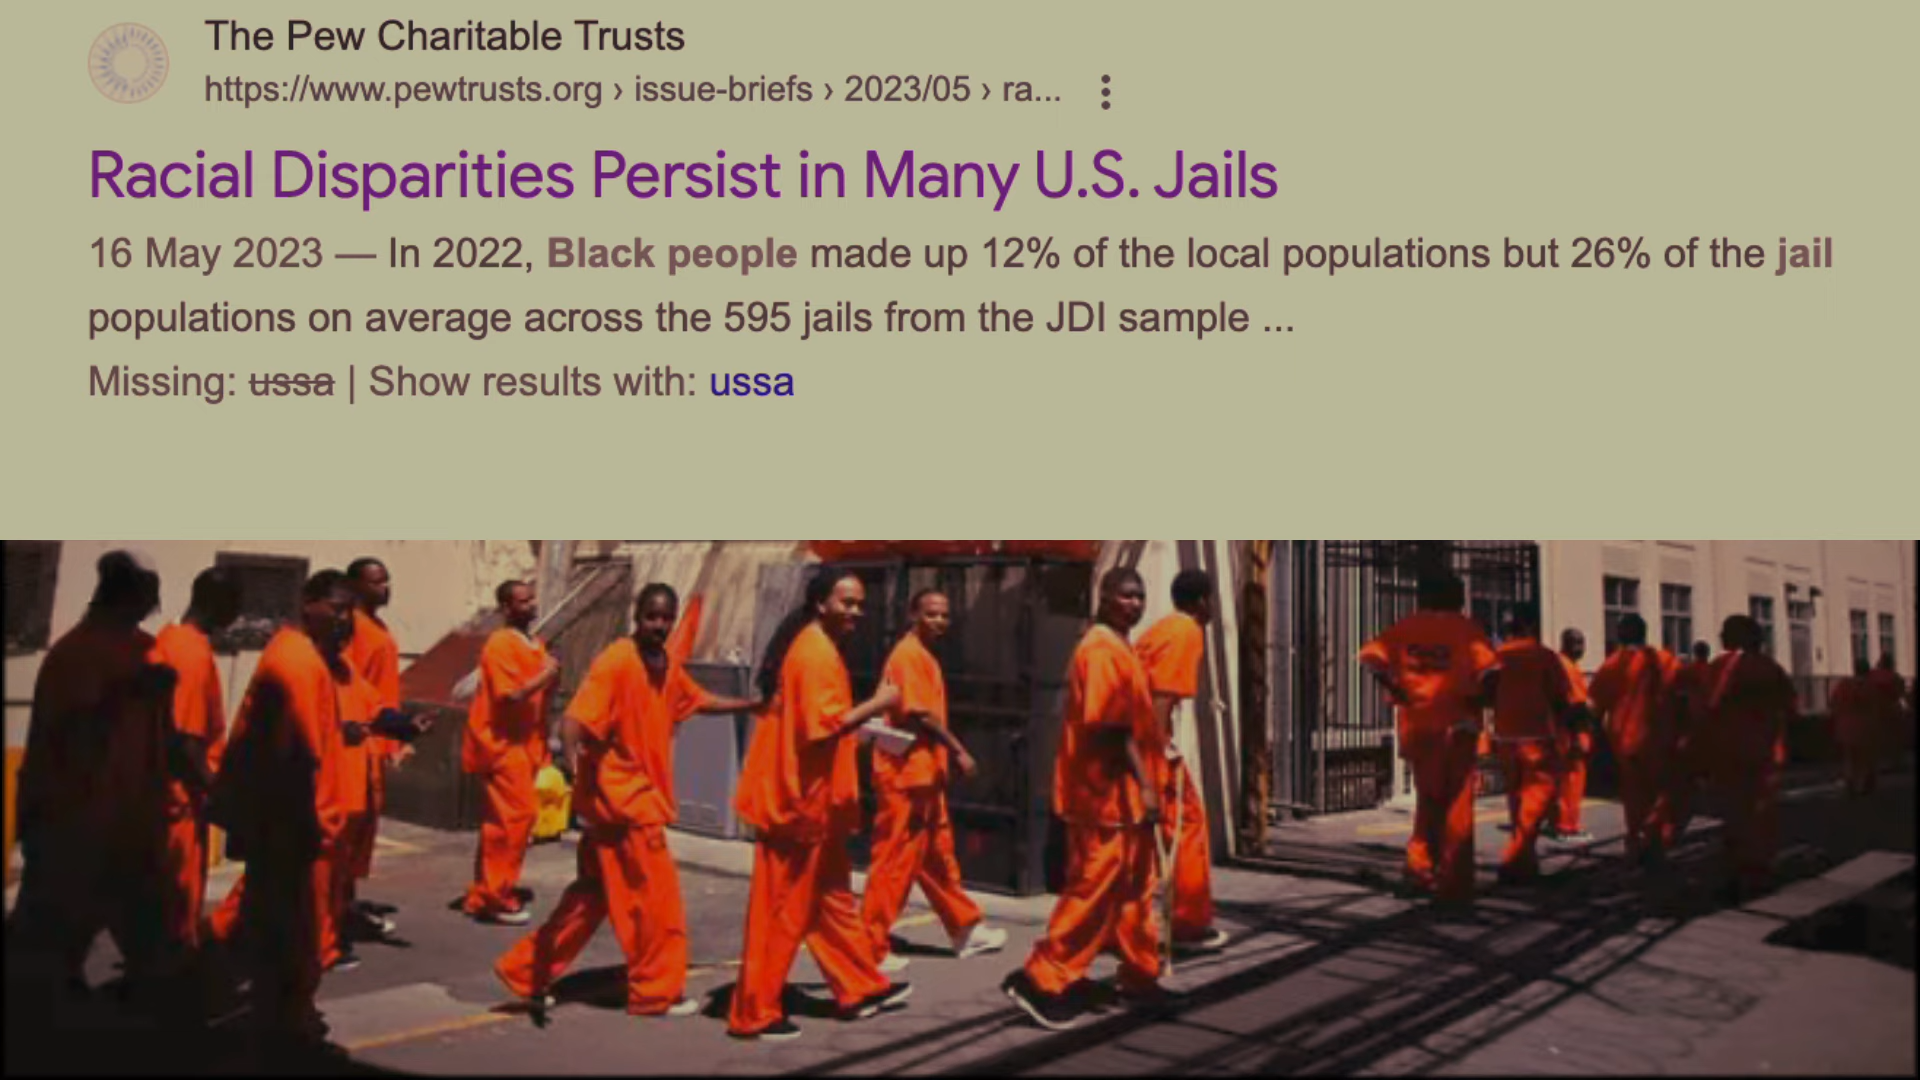 The Pew Charitable Trusts
https://www.pewtrusts.org › issue-briefs › 2023/05 › ra...
Racial Disparities Persist in Many U.S. Jails
16 May 2023 — In 2022, Black people made up 12% of the local populations but 26% of the jail
populations on average across the 595 jails from the JDI sample ...
Missing: ussa | Show results with: ussa